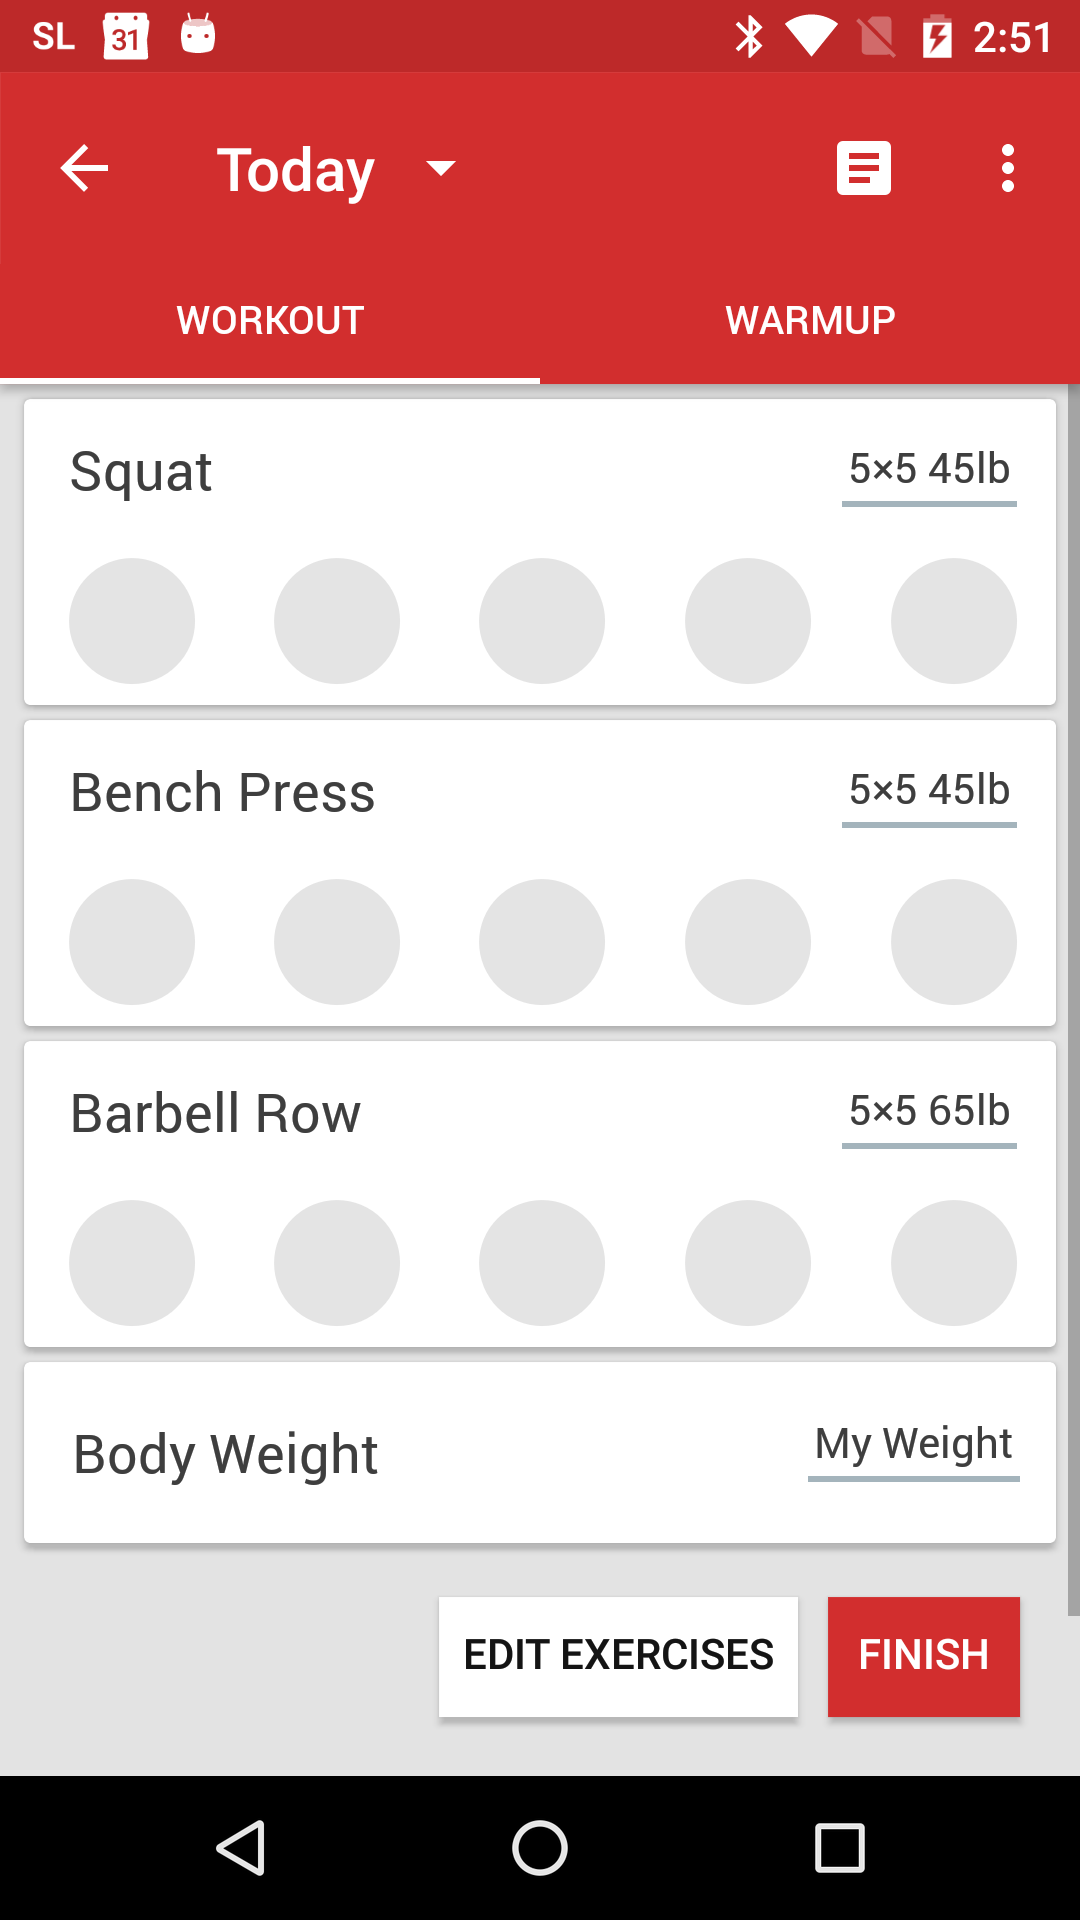 SL 31 2:51
Today
WORKOUT WARMUP
Squat 5×5 45lb
Bench Press 5×5 45lb
Barbell Row 5×5 65lb
Body Weight My Weight
EDIT EXERCISES FINISH